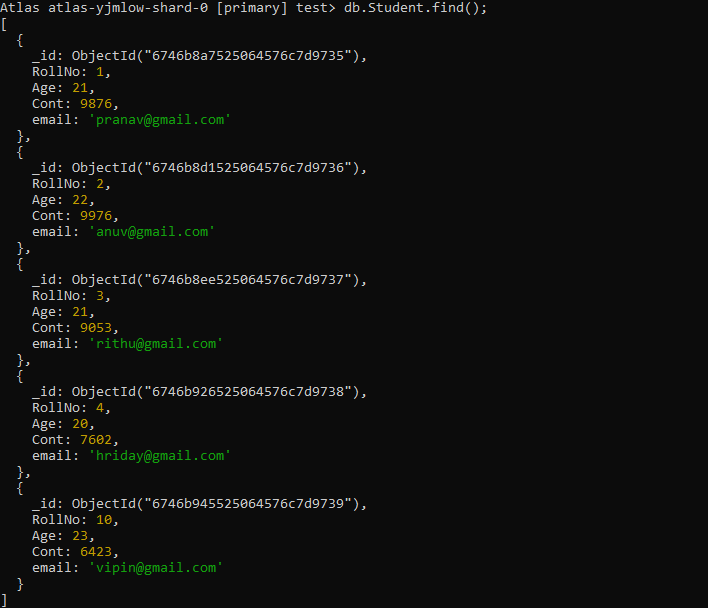 Atlas atlas-yjmlow-shard-0 [primary] test> db.Student.find();
[
  {
    _id: ObjectId("6746b8a7525064576c7d9735"),
    RollNo: 1,
    Age: 21,
    Cont: 9876,
    email: 'pranav@gmail.com'
  },
  {
    _id: ObjectId("6746b8d1525064576c7d9736"),
    RollNo: 2,
    Age: 22,
    Cont: 9976,
    email: 'anuv@gmail.com'
  },
  {
    _id: ObjectId("6746b8ee525064576c7d9737"),
    RollNo: 3,
    Age: 21,
    Cont: 9053,
    email: 'rithu@gmail.com'
  },
  {
    _id: ObjectId("6746b926525064576c7d9738"),
    RollNo: 4,
    Age: 20,
    Cont: 7602,
    email: 'hriday@gmail.com'
  },
  {
    _id: ObjectId("6746b945525064576c7d9739"),
    RollNo: 10,
    Age: 23,
    Cont: 6423,
    email: 'vipin@gmail.com'
  }
]